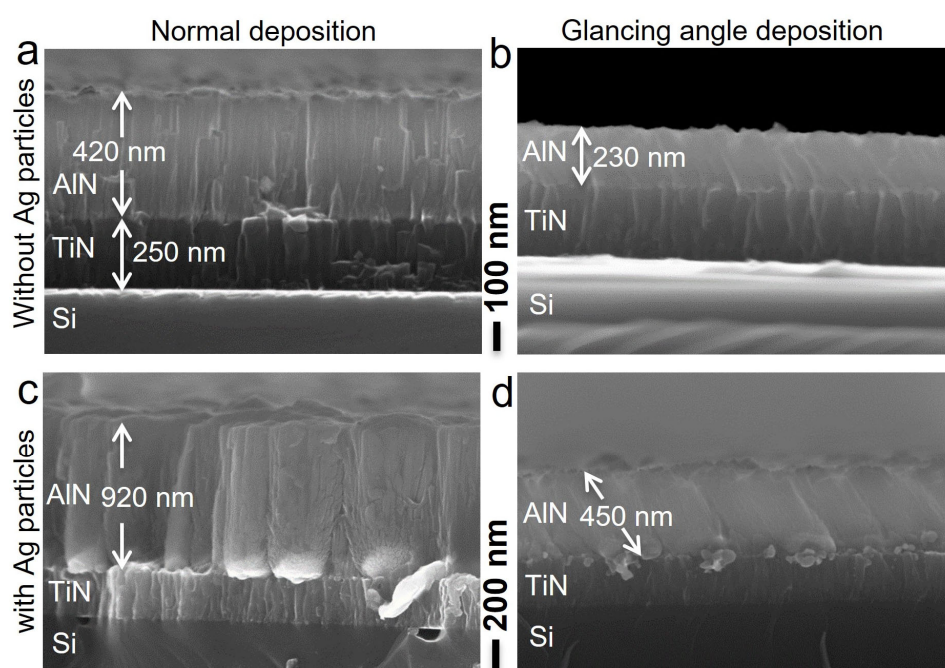 Normal deposition
Glancing angle deposition
Without Ag particles
with Ag particles
a
420 nm
AlN
TiN
250 nm
Si
100 nm
b
AlN
230 nm
TiN
Si
c
AlN
920 nm
TiN
Si
200 nm
d
AlN
450 nm
TiN
Si